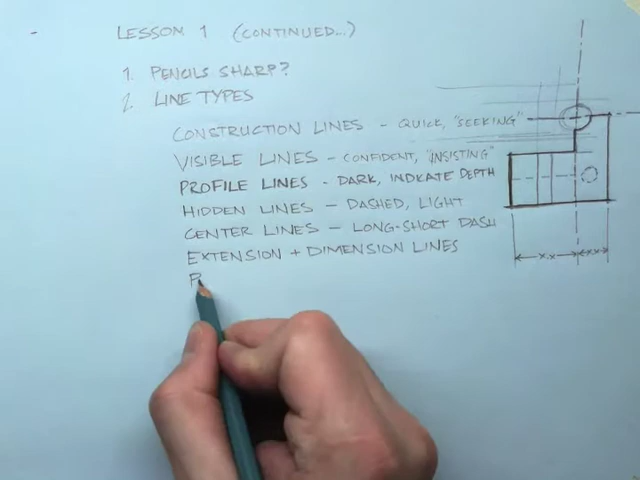 LESSON 1 (CONTINUED...)
1. PENCILS SHARP?
2. LINE TYPES
CONSTRUCTION LINES - QUICK, "SEEKING"
VISIBLE LINES - CONFIDENT, "INSISTING"
PROFILE LINES - DARK, INDICATE DEPTH
HIDDEN LINES - DASHED, LIGHT
CENTER LINES - LONG-SHORT DASH
EXTENSION + DIMENSION LINES
P
X.X X.X